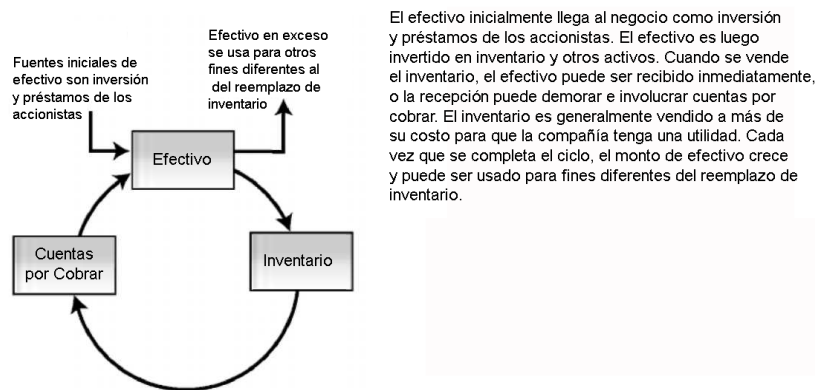 Fuentes iniciales de
efectivo son inversión
y préstamos de los
accionistas
Efectivo en exceso
se usa para otros
fines diferentes al
del reemplazo de
inventario
Efectivo
Inventario
Cuentas
por Cobrar
El efectivo inicialmente llega al negocio como inversión
y préstamos de los accionistas. El efectivo es luego
invertido en inventario y otros activos. Cuando se vende
el inventario, el efectivo puede ser recibido inmediatamente,
o la recepción puede demorar e involucrar cuentas por
cobrar. El inventario es generalmente vendido a más de
su costo para que la compañía tenga una utilidad. Cada
vez que se completa el ciclo, el monto de efectivo crece
y puede ser usado para fines diferentes del reemplazo de
inventario.